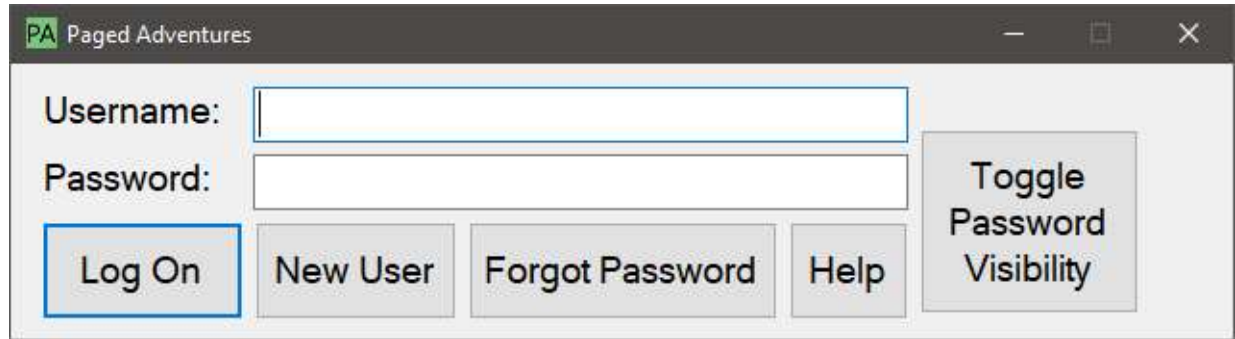 PA Paged Adventures
Username:
Password:
Toggle
Password
Visibility
Log On
New User
Forgot Password
Help